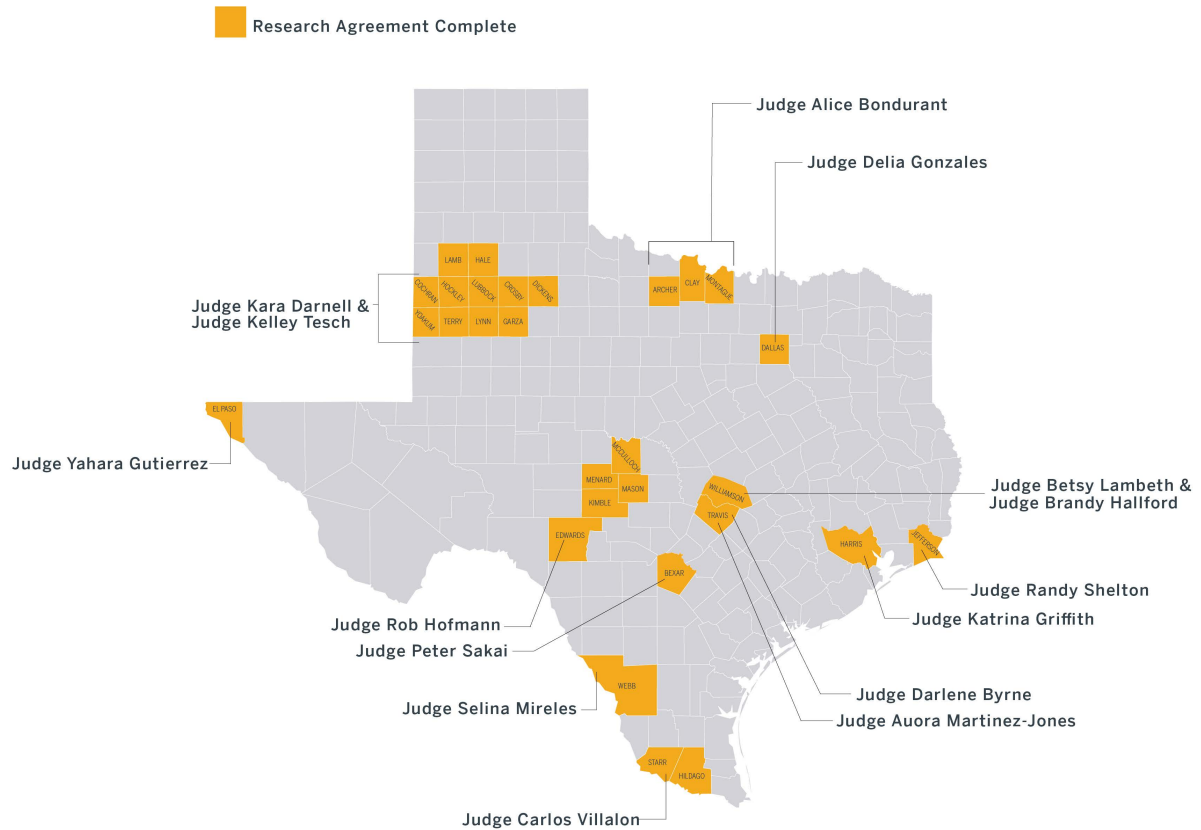 Research Agreement Complete
Judge Alice Bondurant
Judge Delia Gonzales
LAMB
HALE
COCHRAN
HOCKLEY
LUBBOCK
CROSBY
DICKENS
ARCHER
CLAY
MONTAGUE
Judge Kara Darnell &
Judge Kelley Tesch
YOAKUM
TERRY
LYNN
GARZA
DALLAS
EL PASO
Judge Yahara Gutierrez
MCCULLOCH
MENARD
MASON
KIMBLE
WILLIAMSON
TRAVIS
Judge Betsy Lambeth &
Judge Brandy Hallford
EDWARDS
HARRIS
JEFFERSON
BEXAR
Judge Randy Shelton
Judge Katrina Griffith
Judge Rob Hofmann
Judge Peter Sakai
WEBB
Judge Selina Mireles
Judge Darlene Byrne
Judge Auora Martinez-Jones
STARR
HILDAGO
Judge Carlos Villalon